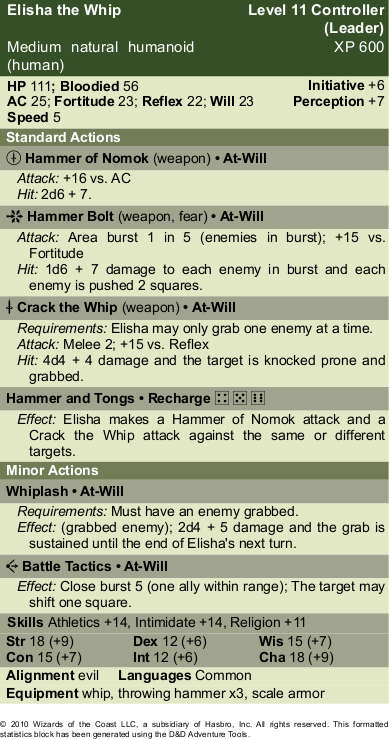 Elisha the Whip Level 11 Controller
(Leader)
Medium natural humanoid XP 600
(human)
HP 111; Bloodied 56 Initiative +6
AC 25; Fortitude 23; Reflex 22; Will 23 Perception +7
Speed 5
Standard Actions
Hammer of Nomok (weapon) • At-Will
Attack: +16 vs. AC
Hit: 2d6 + 7.
Hammer Bolt (weapon, fear) • At-Will
Attack: Area burst 1 in 5 (enemies in burst); +15 vs.
Fortitude
Hit: 1d6 + 7 damage to each enemy in burst and each
enemy is pushed 2 squares.
Crack the Whip (weapon) • At-Will
Requirements: Elisha may only grab one enemy at a time.
Attack: Melee 2; +15 vs. Reflex
Hit: 4d4 + 4 damage and the target is knocked prone and
grabbed.
Hammer and Tongs • Recharge ⚃ ⚄ ⚅
Effect: Elisha makes a Hammer of Nomok attack and a
Crack the Whip attack against the same or different
targets.
Minor Actions
Whiplash • At-Will
Requirements: Must have an enemy grabbed.
Effect: (grabbed enemy); 2d4 + 5 damage and the grab is
sustained until the end of Elisha's next turn.
Battle Tactics • At-Will
Effect: Close burst 5 (one ally within range); The target may
shift one square.
Skills Athletics +14, Intimidate +14, Religion +11
Str 18 (+9) Dex 12 (+6) Wis 15 (+7)
Con 15 (+7) Int 12 (+6) Cha 18 (+9)
Alignment evil Languages Common
Equipment whip, throwing hammer x3, scale armor
© 2010 Wizards of the Coast LLC, a subsidiary of Hasbro, Inc. All rights reserved. This formatted
statistics block has been generated using the D&D Adventure Tools.